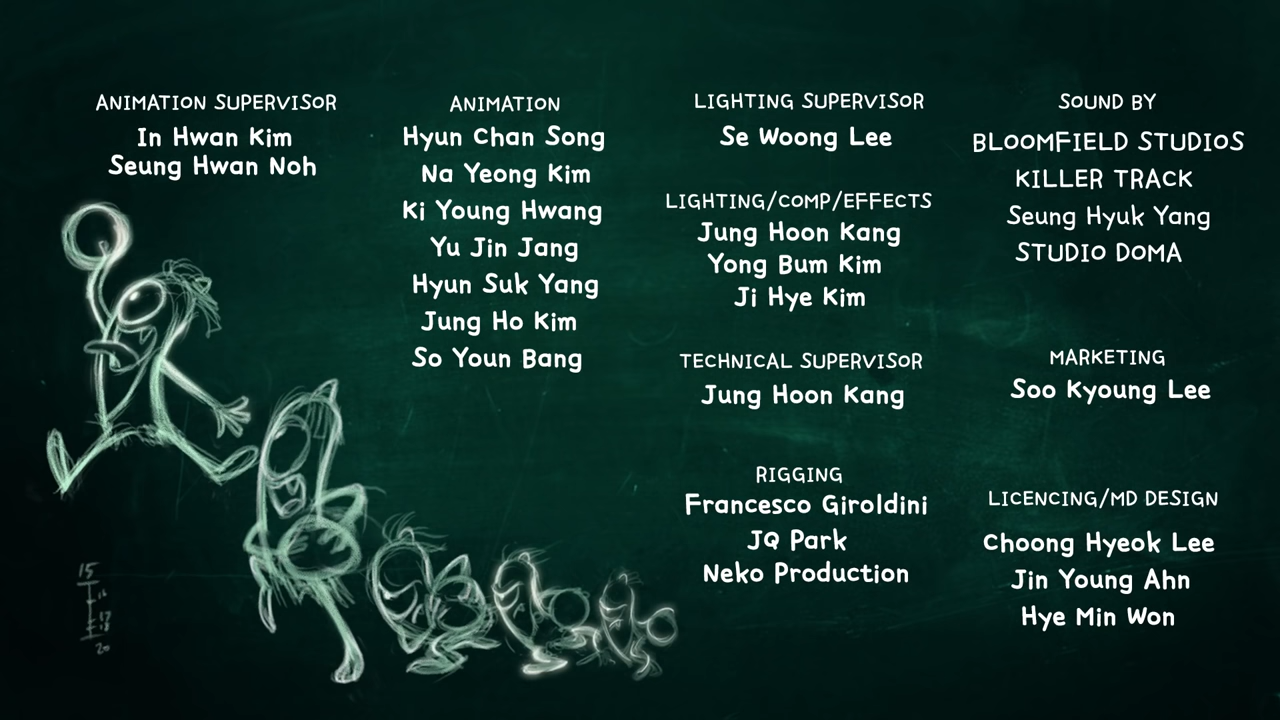 ANIMATION SUPERVISOR
In Hwan Kim
Seung Hwan Noh
ANIMATION
Hyun Chan Song
Na Yeong Kim
Ki Young Hwang
Yu Jin Jang
Hyun Suk Yang
Jung Ho Kim
So Youn Bang
LIGHTING SUPERVISOR
Se Woong Lee
LIGHTING/COMP/EFFECTS
Jung Hoon Kang
Yong Bum Kim
Ji Hye Kim
TECHNICAL SUPERVISOR
Jung Hoon Kang
RIGGING
Francesco Giroldini
JQ Park
Neko Production
SOUND BY
BLOOMFIELD STUDIOS
KILLER TRACK
Seung Hyuk Yang
STUDIO DOMA
MARKETING
Soo Kyoung Lee
LICENCING/MD DESIGN
Choong Hyeok Lee
Jin Young Ahn
Hye Min Won
15
20